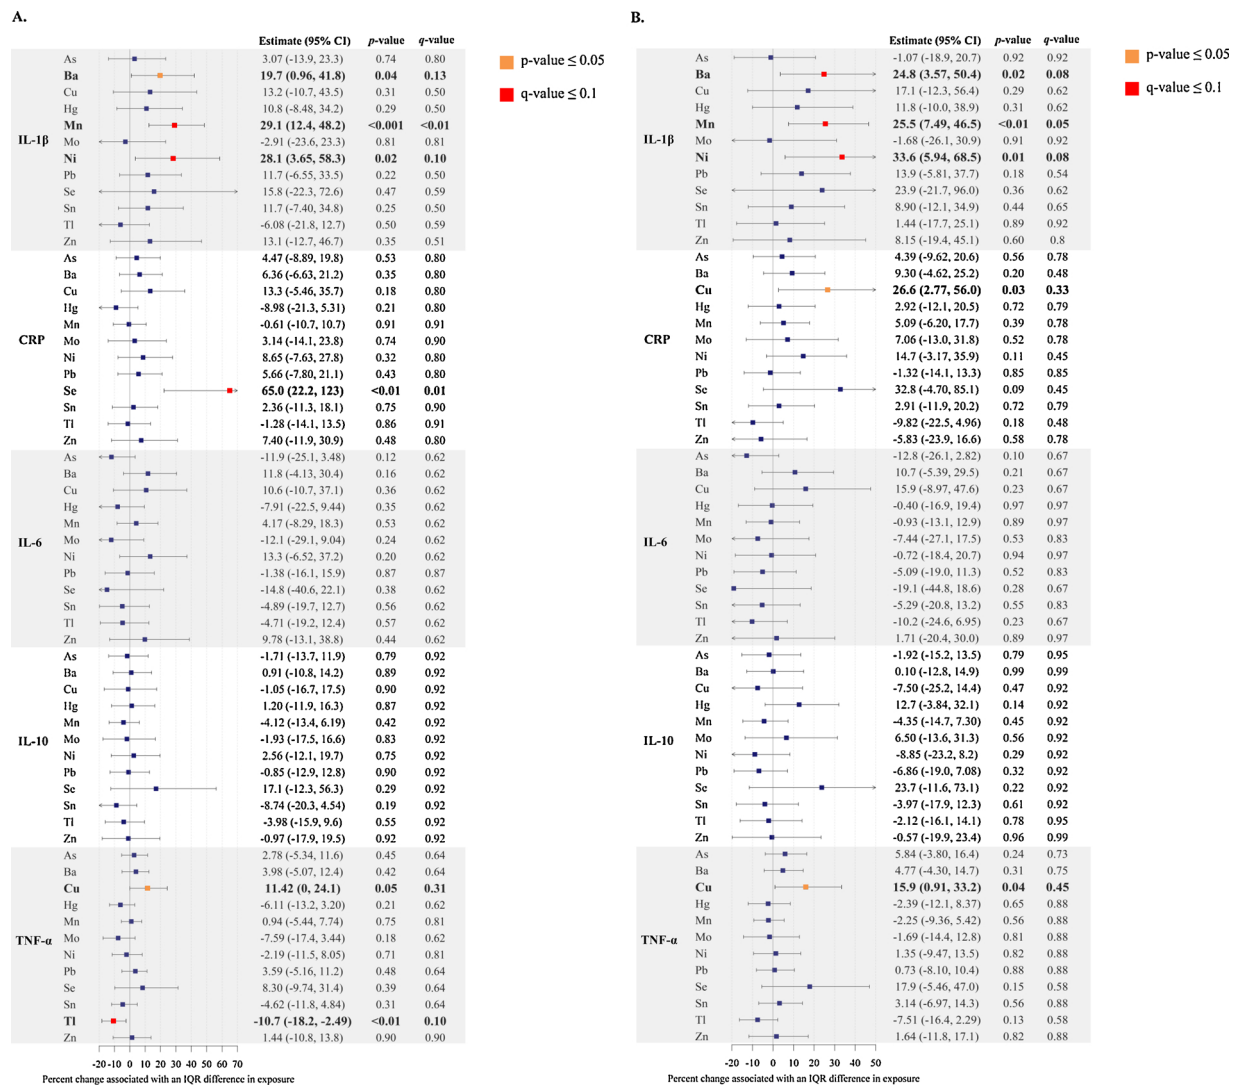 A.
Estimate (95% CI) p-value q-value
As 3.07 (-13.9, 23.3) 0.74 0.80
Ba 19.7 (0.96, 41.8) 0.04 0.13
Cu 13.2 (-10.7, 43.5) 0.31 0.50
Hg 10.8 (-8.48, 34.2) 0.29 0.50
Mn 29.1 (12.4, 48.2) <0.001 <0.01
IL-1β
Mo -2.91 (-23.6, 23.3) 0.81 0.81
Ni 28.1 (3.65, 58.3) 0.02 0.10
Pb 11.7 (-6.55, 33.5) 0.22 0.50
Se 15.8 (-22.3, 72.6) 0.47 0.59
Sn 11.7 (-7.40, 34.8) 0.25 0.50
Tl -6.08 (-21.8, 12.7) 0.50 0.59
Zn 13.1 (-12.7, 46.7) 0.35 0.51
As 4.47 (-8.89, 19.8) 0.53 0.80
Ba 6.36 (-6.63, 21.2) 0.35 0.80
Cu 13.3 (-5.46, 35.7) 0.18 0.80
Hg -8.98 (-21.3, 5.31) 0.21 0.80
Mn -0.61 (-10.7, 10.7) 0.91 0.91
CRP
Mo 3.14 (-14.1, 23.8) 0.74 0.90
Ni 8.65 (-7.63, 27.8) 0.32 0.80
Pb 5.66 (-7.80, 21.1) 0.43 0.80
Se 65.0 (22.2, 123) <0.01 0.01
Sn 2.36 (-11.3, 18.1) 0.75 0.90
Tl -1.28 (-14.1, 13.5) 0.86 0.91
Zn 7.40 (-11.9, 30.9) 0.48 0.80
As -11.9 (-25.1, 3.48) 0.12 0.62
Ba 11.8 (-4.13, 30.4) 0.16 0.62
Cu 10.6 (-10.7, 37.1) 0.36 0.62
Hg -7.91 (-22.5, 9.44) 0.35 0.62
Mn 4.17 (-8.29, 18.3) 0.53 0.62
IL-6
Mo -12.1 (-29.1, 9.04) 0.24 0.62
Ni 13.3 (-6.52, 37.2) 0.20 0.62
Pb -1.38 (-16.1, 15.9) 0.87 0.87
Se -14.8 (-40.6, 22.1) 0.38 0.62
Sn -4.89 (-19.7, 12.7) 0.56 0.62
Tl -4.71 (-19.2, 12.4) 0.57 0.62
Zn 9.78 (-13.1, 38.8) 0.44 0.62
As -1.71 (-13.7, 11.9) 0.79 0.92
Ba 0.91 (-10.8, 14.2) 0.89 0.92
Cu -1.05 (-16.7, 17.5) 0.90 0.92
Hg 1.20 (-11.9, 16.3) 0.87 0.92
Mn -4.12 (-13.4, 6.19) 0.42 0.92
IL-10
Mo -1.93 (-17.5, 16.6) 0.83 0.92
Ni 2.56 (-12.1, 19.7) 0.75 0.92
Pb -0.85 (-12.9, 12.8) 0.90 0.92
Se 17.1 (-12.3, 56.3) 0.29 0.92
Sn -8.74 (-20.3, 4.54) 0.19 0.92
Tl -3.98 (-15.9, 9.6) 0.55 0.92
Zn -0.97 (-17.9, 19.5) 0.92 0.92
As 2.78 (-5.34, 11.6) 0.45 0.64
Ba 3.98 (-5.07, 12.4) 0.42 0.64
Cu 11.42 (0, 24.1) 0.05 0.31
Hg -6.11 (-13.2, 3.20) 0.21 0.62
Mn 0.94 (-5.44, 7.74) 0.75 0.81
TNF-α
Mo -7.59 (-17.4, 3.44) 0.18 0.62
Ni -2.19 (-11.5, 8.05) 0.71 0.81
Pb 3.59 (-5.16, 11.2) 0.48 0.64
Se 8.30 (-9.74, 31.4) 0.39 0.64
Sn -4.62 (-11.8, 4.84) 0.31 0.64
Tl -10.7 (-18.2, -2.49) <0.01 0.10
Zn 1.44 (-10.8, 13.8) 0.90 0.90
-20 -10 0 10 20 30 40 50 60 70
Percent change associated with an IQR difference in exposure
p-value ≤ 0.05
q-value ≤ 0.1
B.
Estimate (95% CI) p-value q-value
As -1.07 (-18.9, 20.7) 0.92 0.92
Ba 24.8 (3.57, 50.4) 0.02 0.08
Cu 17.1 (-12.3, 56.4) 0.31 0.62
Hg 11.8 (-10.0, 38.9) 0.31 0.62
Mn 25.5 (7.49, 46.5) <0.01 0.05
IL-1β
Mo -1.68 (-26.1, 30.9) 0.91 0.92
Ni 33.6 (5.94, 68.5) 0.01 0.08
Pb 13.9 (-5.81, 37.7) 0.18 0.54
Se 23.9 (-21.7, 96.0) 0.36 0.62
Sn 8.90 (-12.1, 34.9) 0.44 0.65
Tl 1.44 (-17.7, 25.1) 0.89 0.92
Zn 8.15 (-19.4, 45.1) 0.60 0.8
As 4.39 (-9.62, 20.6) 0.56 0.78
Ba 9.30 (-4.62, 25.2) 0.20 0.48
Cu 26.6 (2.77, 56.0) 0.03 0.33
Hg 2.92 (-12.1, 20.5) 0.72 0.79
Mn 5.09 (-6.20, 17.7) 0.39 0.78
CRP
Mo 7.06 (-13.0, 31.8) 0.52 0.78
Ni 14.7 (-3.17, 35.9) 0.11 0.45
Pb -1.32 (-14.1, 13.3) 0.85 0.85
Se 32.8 (-4.70, 85.1) 0.09 0.45
Sn 2.91 (-11.9, 20.2) 0.72 0.79
Tl -9.82 (-22.5, 4.96) 0.18 0.48
Zn -5.83 (-23.9, 16.6) 0.58 0.78
As -12.8 (-26.1, 2.82) 0.10 0.67
Ba 10.7 (-5.39, 29.5) 0.21 0.67
Cu 15.9 (-8.97, 47.6) 0.23 0.67
Hg -0.40 (-16.9, 19.4) 0.97 0.97
Mn -0.93 (-13.1, 12.9) 0.89 0.97
IL-6
Mo -7.44 (-27.1, 17.5) 0.53 0.83
Ni -0.72 (-18.4, 20.7) 0.94 0.97
Pb -5.09 (-19.0, 11.3) 0.52 0.83
Se -19.1 (-44.8, 18.6) 0.28 0.67
Sn -5.29 (-20.8, 13.2) 0.55 0.83
Tl -10.2 (-24.6, 6.95) 0.23 0.67
Zn 1.71 (-20.4, 30.0) 0.89 0.97
As -1.92 (-15.2, 13.5) 0.79 0.95
Ba 0.10 (-12.8, 14.9) 0.99 0.99
Cu -7.50 (-25.2, 14.4) 0.47 0.92
Hg 12.7 (-3.84, 32.1) 0.14 0.92
Mn -4.35 (-14.7, 7.30) 0.45 0.92
IL-10
Mo 6.50 (-13.6, 31.3) 0.56 0.92
Ni -8.85 (-23.2, 8.2) 0.29 0.92
Pb -6.86 (-19.0, 7.08) 0.32 0.92
Se 23.7 (-11.6, 73.1) 0.22 0.92
Sn -3.97 (-17.9, 12.3) 0.61 0.92
Tl -2.12 (-16.1, 14.1) 0.78 0.95
Zn -0.57 (-19.9, 23.4) 0.96 0.99
As 5.84 (-3.80, 16.4) 0.24 0.73
Ba 4.77 (-4.30, 14.7) 0.31 0.75
Cu 15.9 (0.91, 33.2) 0.04 0.45
Hg -2.39 (-12.1, 8.37) 0.65 0.88
Mn -2.25 (-9.36, 5.42) 0.56 0.88
TNF-α
Mo -1.69 (-14.4, 12.8) 0.81 0.88
Ni 1.35 (-9.47, 13.5) 0.82 0.88
Pb 0.73 (-8.10, 10.4) 0.88 0.88
Se 17.9 (-5.46, 47.0) 0.15 0.58
Sn 3.14 (-6.97, 14.3) 0.56 0.88
Tl -7.51 (-16.4, 2.29) 0.13 0.58
Zn 1.64 (-11.8, 17.1) 0.82 0.88
-20 -10 0 10 20 30 40 50
Percent change associated with an IQR difference in exposure
p-value ≤ 0.05
q-value ≤ 0.1